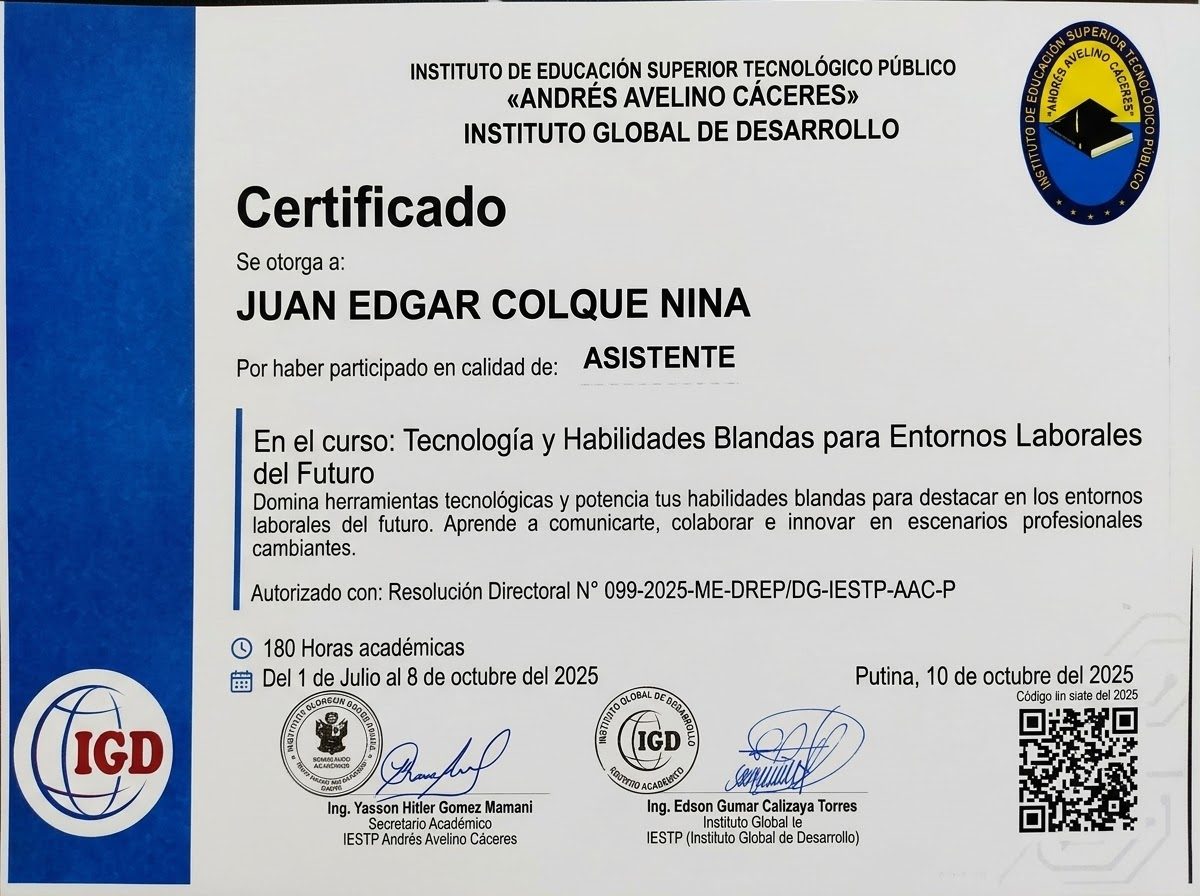 INSTITUTO DE EDUCACIÓN SUPERIOR TECNOLÓGICO PÚBLICO
«ANDRÉS AVELINO CÁCERES»
INSTITUTO GLOBAL DE DESARROLLO
INSTITUTO DE EDUCACIÓN SUPERIOR TECNOLÓGICO PÚBLICO
"ANDRÉS AVELINO CÁCERES"
Certificado
Se otorga a:
JUAN EDGAR COLQUE NINA
Por haber participado en calidad de: ASISTENTE
En el curso: Tecnología y Habilidades Blandas para Entornos Laborales
del Futuro
Domina herramientas tecnológicas y potencia tus habilidades blandas para destacar en los entornos
laborales del futuro. Aprende a comunicarte, colaborar e innovar en escenarios profesionales
cambiantes.
Autorizado con: Resolución Directoral N° 099-2025-ME-DREP/DG-IESTP-AAC-P
180 Horas académicas
Del 1 de Julio al 8 de octubre del 2025
Putina, 10 de octubre del 2025
Código lin siate del 2025
IGD
IGD
Ing. Yasson Hitler Gomez Mamani
Secretario Académico
IESTP Andrés Avelino Cáceres
Ing. Edson Gumar Calizaya Torres
Instituto Global le
IESTP (Instituto Global de Desarrollo)